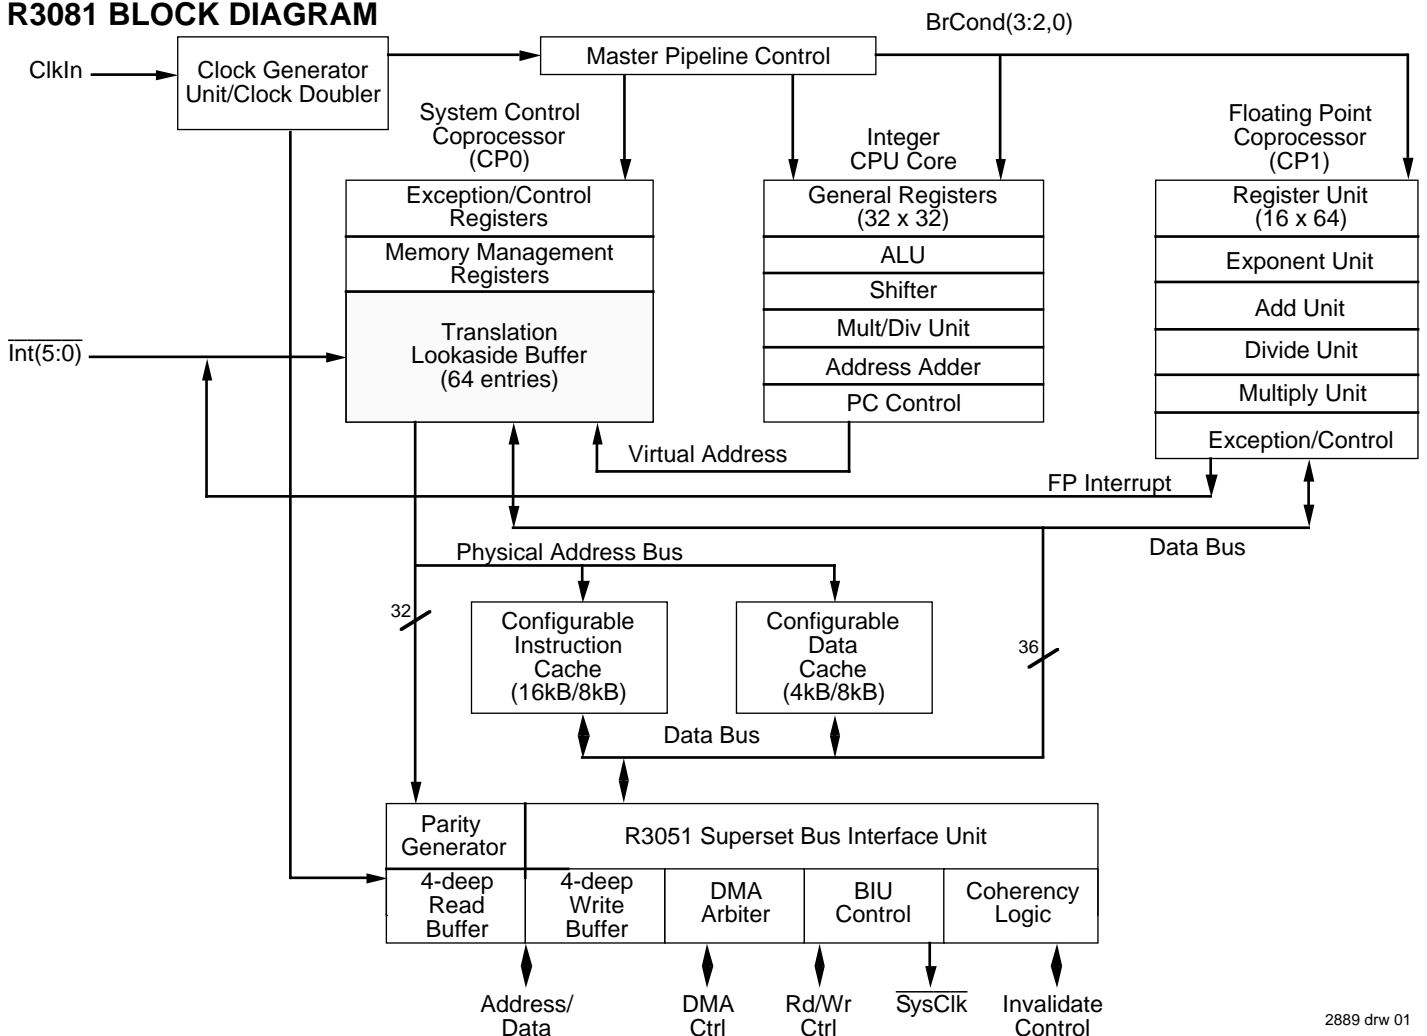 R3081 BLOCK DIAGRAM
BrCond(3:2,0)
ClkIn
Clock Generator
Unit/Clock Doubler
Master Pipeline Control
System Control
Coprocessor
(CP0)
Integer
CPU Core
Floating Point
Coprocessor
(CP1)
Exception/Control
Registers
Memory Management
Registers
Translation
Lookaside Buffer
(64 entries)
General Registers
(32 x 32)
ALU
Shifter
Mult/Div Unit
Address Adder
PC Control
Register Unit
(16 x 64)
Exponent Unit
Add Unit
Divide Unit
Multiply Unit
Exception/Control
Int(5:0)
Virtual Address
FP Interrupt
Data Bus
Physical Address Bus
32
Configurable
Instruction
Cache
(16kB/8kB)
Configurable
Data
Cache
(4kB/8kB)
36
Data Bus
Parity
Generator
R3051 Superset Bus Interface Unit
4-deep
Read
Buffer
4-deep
Write
Buffer
DMA
Arbiter
BIU
Control
Coherency
Logic
Address/
Data
DMA
Ctrl
Rd/Wr
Ctrl
SysClk
Invalidate
Control
2889 drw 01